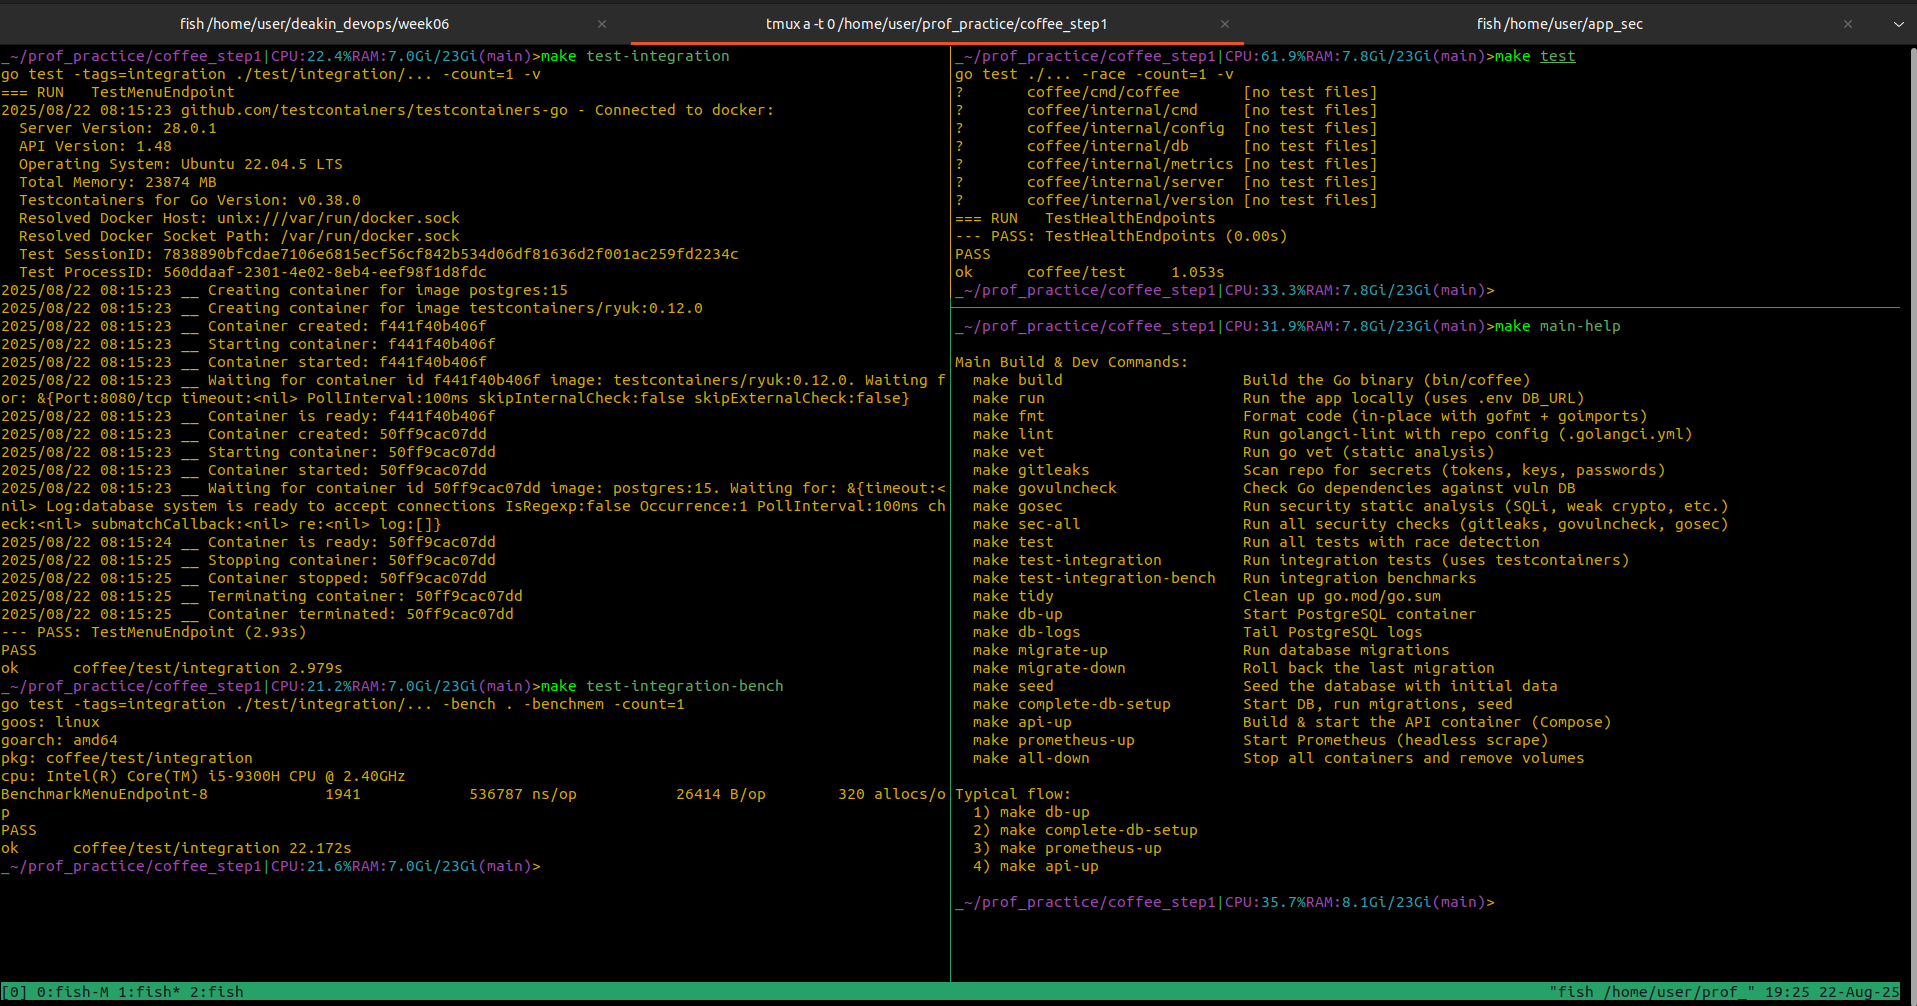 fish /home/user/deakin_devops/week06
tmux a -t 0 /home/user/prof_practice/coffee_step1
fish /home/user/app_sec
_~/prof_practice/coffee_step1|CPU:22.4%RAM:7.0Gi/23Gi(main)>make test-integration
go test -tags=integration ./test/integration/... -count=1 -v
=== RUN   TestMenuEndpoint
2025/08/22 08:15:23 github.com/testcontainers/testcontainers-go - Connected to docker:
  Server Version: 28.0.1
  API Version: 1.48
  Operating System: Ubuntu 22.04.5 LTS
  Total Memory: 23874 MB
  Testcontainers for Go Version: v0.38.0
  Resolved Docker Host: unix:///var/run/docker.sock
  Resolved Docker Socket Path: /var/run/docker.sock
  Test SessionID: 7838890bfcdae7106e6815ecf56cf842b534d06df81636d2f001ac259fd2234c
  Test ProcessID: 560ddaaf-2301-4e02-8eb4-eef98f1d8fdc
2025/08/22 08:15:23 __ Creating container for image postgres:15
2025/08/22 08:15:23 __ Creating container for image testcontainers/ryuk:0.12.0
2025/08/22 08:15:23 __ Container created: f441f40b406f
2025/08/22 08:15:23 __ Starting container: f441f40b406f
2025/08/22 08:15:23 __ Container started: f441f40b406f
2025/08/22 08:15:23 __ Waiting for container id f441f40b406f image: testcontainers/ryuk:0.12.0. Waiting f
or: &{Port:8080/tcp timeout:<nil> PollInterval:100ms skipInternalCheck:false skipExternalCheck:false}
2025/08/22 08:15:23 __ Container is ready: f441f40b406f
2025/08/22 08:15:23 __ Container created: 50ff9cac07dd
2025/08/22 08:15:23 __ Starting container: 50ff9cac07dd
2025/08/22 08:15:23 __ Container started: 50ff9cac07dd
2025/08/22 08:15:23 __ Waiting for container id 50ff9cac07dd image: postgres:15. Waiting for: &{timeout:<
nil> Log:database system is ready to accept connections IsRegexp:false Occurrence:1 PollInterval:100ms ch
eck:<nil> submatchCallback:<nil> re:<nil> log:[]}
2025/08/22 08:15:24 __ Container is ready: 50ff9cac07dd
2025/08/22 08:15:25 __ Stopping container: 50ff9cac07dd
2025/08/22 08:15:25 __ Container stopped: 50ff9cac07dd
2025/08/22 08:15:25 __ Terminating container: 50ff9cac07dd
2025/08/22 08:15:25 __ Container terminated: 50ff9cac07dd
--- PASS: TestMenuEndpoint (2.93s)
PASS
ok      coffee/test/integration 2.979s
_~/prof_practice/coffee_step1|CPU:21.2%RAM:7.0Gi/23Gi(main)>make test-integration-bench
go test -tags=integration ./test/integration/... -bench . -benchmem -count=1
goos: linux
goarch: amd64
pkg: coffee/test/integration
cpu: Intel(R) Core(TM) i5-9300H CPU @ 2.40GHz
BenchmarkMenuEndpoint-8             1941            536787 ns/op           26414 B/op        320 allocs/o
p
PASS
ok      coffee/test/integration 22.172s
_~/prof_practice/coffee_step1|CPU:21.6%RAM:7.0Gi/23Gi(main)>
_~/prof_practice/coffee_step1|CPU:61.9%RAM:7.8Gi/23Gi(main)>make test
go test ./... -race -count=1 -v
?       coffee/cmd/coffee       [no test files]
?       coffee/internal/cmd     [no test files]
?       coffee/internal/config  [no test files]
?       coffee/internal/db      [no test files]
?       coffee/internal/metrics [no test files]
?       coffee/internal/server  [no test files]
?       coffee/internal/version [no test files]
=== RUN   TestHealthEndpoints
--- PASS: TestHealthEndpoints (0.00s)
PASS
ok      coffee/test     1.053s
_~/prof_practice/coffee_step1|CPU:33.3%RAM:7.8Gi/23Gi(main)>
_~/prof_practice/coffee_step1|CPU:31.9%RAM:7.8Gi/23Gi(main)>make main-help
Main Build & Dev Commands:
  make build                    Build the Go binary (bin/coffee)
  make run                      Run the app locally (uses .env DB_URL)
  make fmt                      Format code (in-place with gofmt + goimports)
  make lint                     Run golangci-lint with repo config (.golangci.yml)
  make vet                      Run go vet (static analysis)
  make gitleaks                 Scan repo for secrets (tokens, keys, passwords)
  make govulncheck              Check Go dependencies against vuln DB
  make gosec                    Run security static analysis (SQLi, weak crypto, etc.)
  make sec-all                  Run all security checks (gitleaks, govulncheck, gosec)
  make test                     Run all tests with race detection
  make test-integration         Run integration tests (uses testcontainers)
  make test-integration-bench   Run integration benchmarks
  make tidy                     Clean up go.mod/go.sum
  make db-up                    Start PostgreSQL container
  make db-logs                  Tail PostgreSQL logs
  make migrate-up               Run database migrations
  make migrate-down             Roll back the last migration
  make seed                     Seed the database with initial data
  make complete-db-setup        Start DB, run migrations, seed
  make api-up                   Build & start the API container (Compose)
  make prometheus-up            Start Prometheus (headless scrape)
  make all-down                 Stop all containers and remove volumes
Typical flow:
  1) make db-up
  2) make complete-db-setup
  3) make prometheus-up
  4) make api-up
_~/prof_practice/coffee_step1|CPU:35.7%RAM:8.1Gi/23Gi(main)>
[0] 0:fish-M 1:fish* 2:fish
"fish /home/user/prof_" 19:25 22-Aug-25